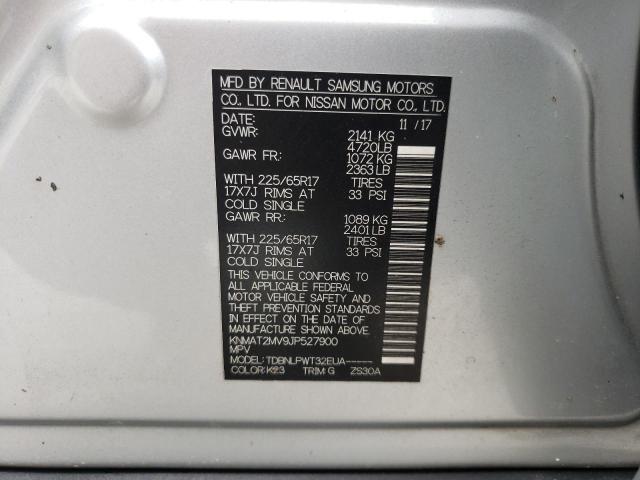 MFD BY RENAULT SAMSUNG MOTORS
CO., LTD. FOR NISSAN MOTOR CO., LTD.
DATE: 11 / 17
GVWR: 2141 KG
4720LB
GAWR FR: 1072 KG
2363 LB
WITH 225/65R17 TIRES
17X7J RIMS AT 33 PSI
COLD SINGLE
GAWR RR: 1089 KG
2401 LB
WITH 225/65R17 TIRES
17X7J RIMS AT 33 PSI
COLD SINGLE
THIS VEHICLE CONFORMS TO
ALL APPLICABLE FEDERAL
MOTOR VEHICLE SAFETY AND
THEFT PREVENTION STANDARDS
IN EFFECT ON THE DATE OF
MANUFACTURE SHOWN ABOVE.
KNMAT2MV9JP527900
MPV
MODEL: TDBNLPWT32EUA-----
COLOR: K23 TRIM: G ZS30A